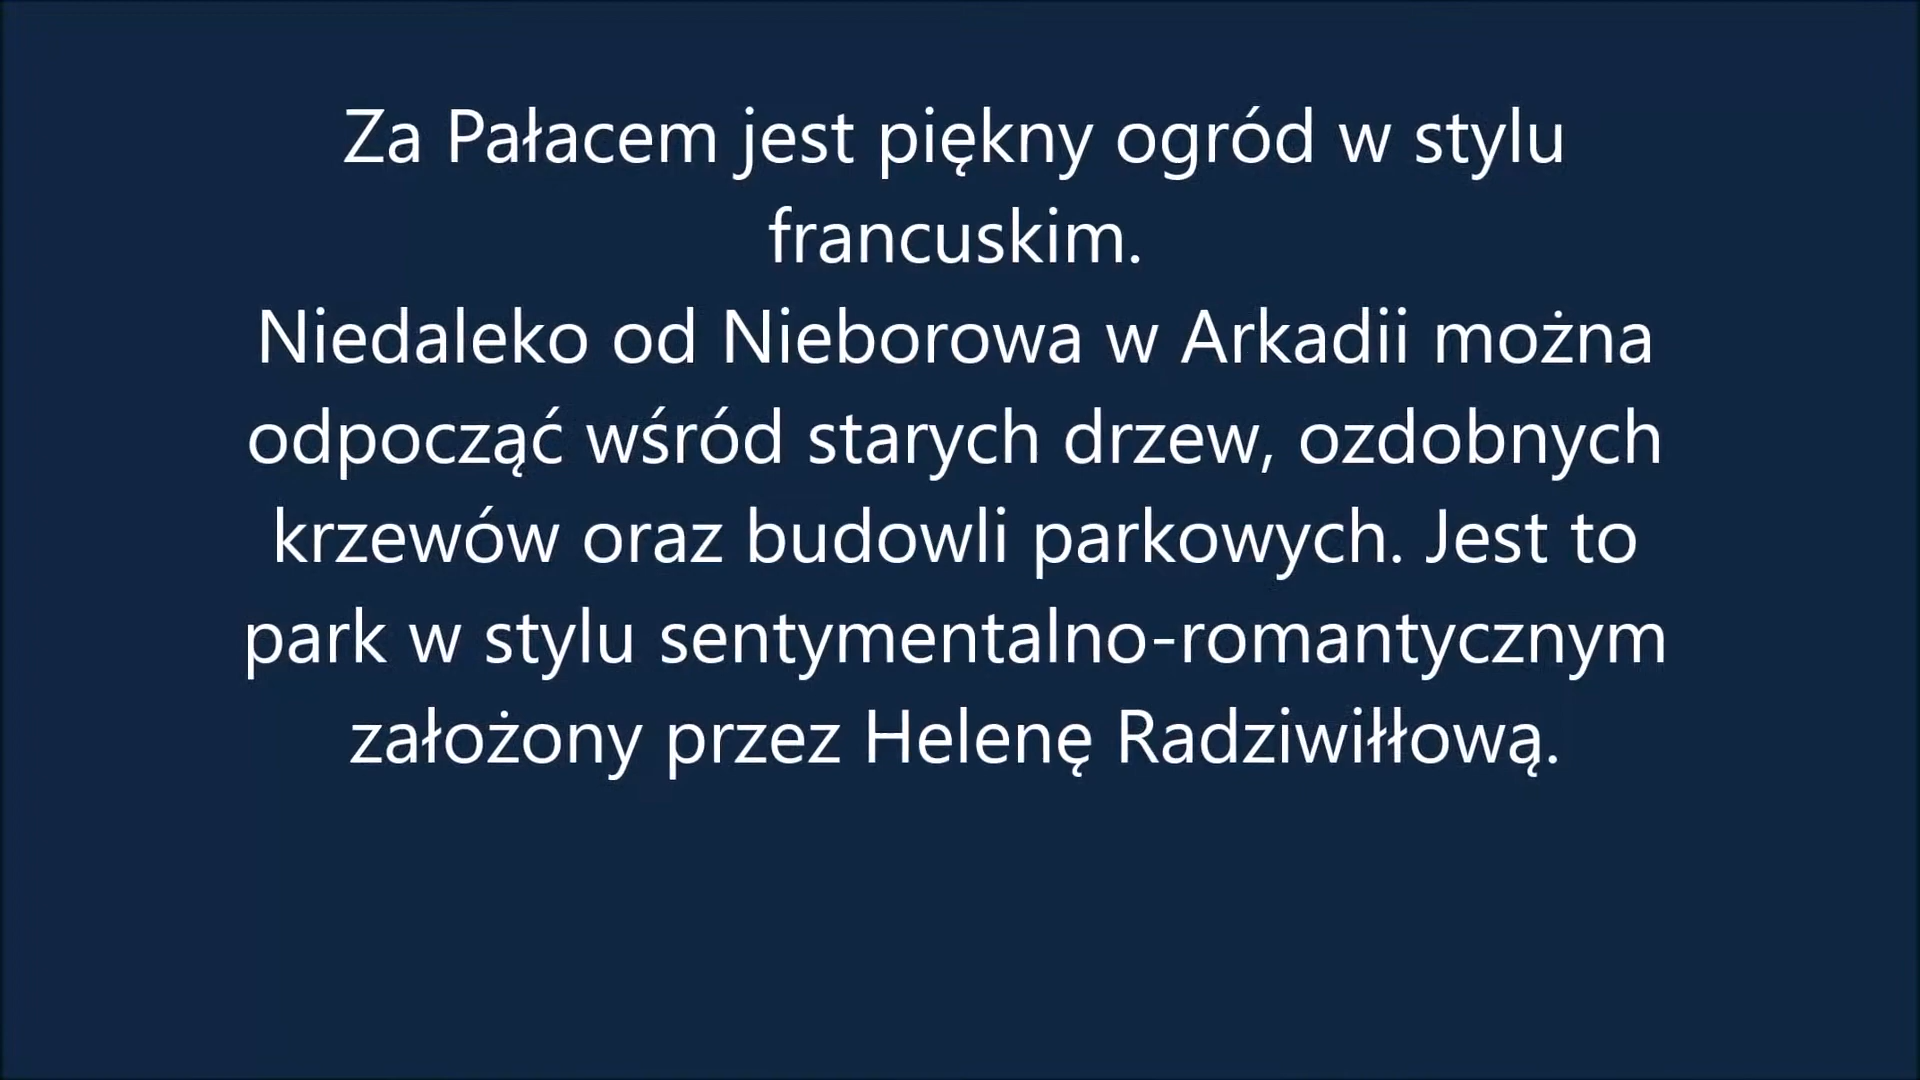 Za Pałacem jest piękny ogród w stylu
francuskim.
Niedaleko od Nieborowa w Arkadii można
odpocząć wśród starych drzew, ozdobnych
krzewów oraz budowli parkowych. Jest to
park w stylu sentymentalno-romantycznym
założony przez Helenę Radziwiłłową.